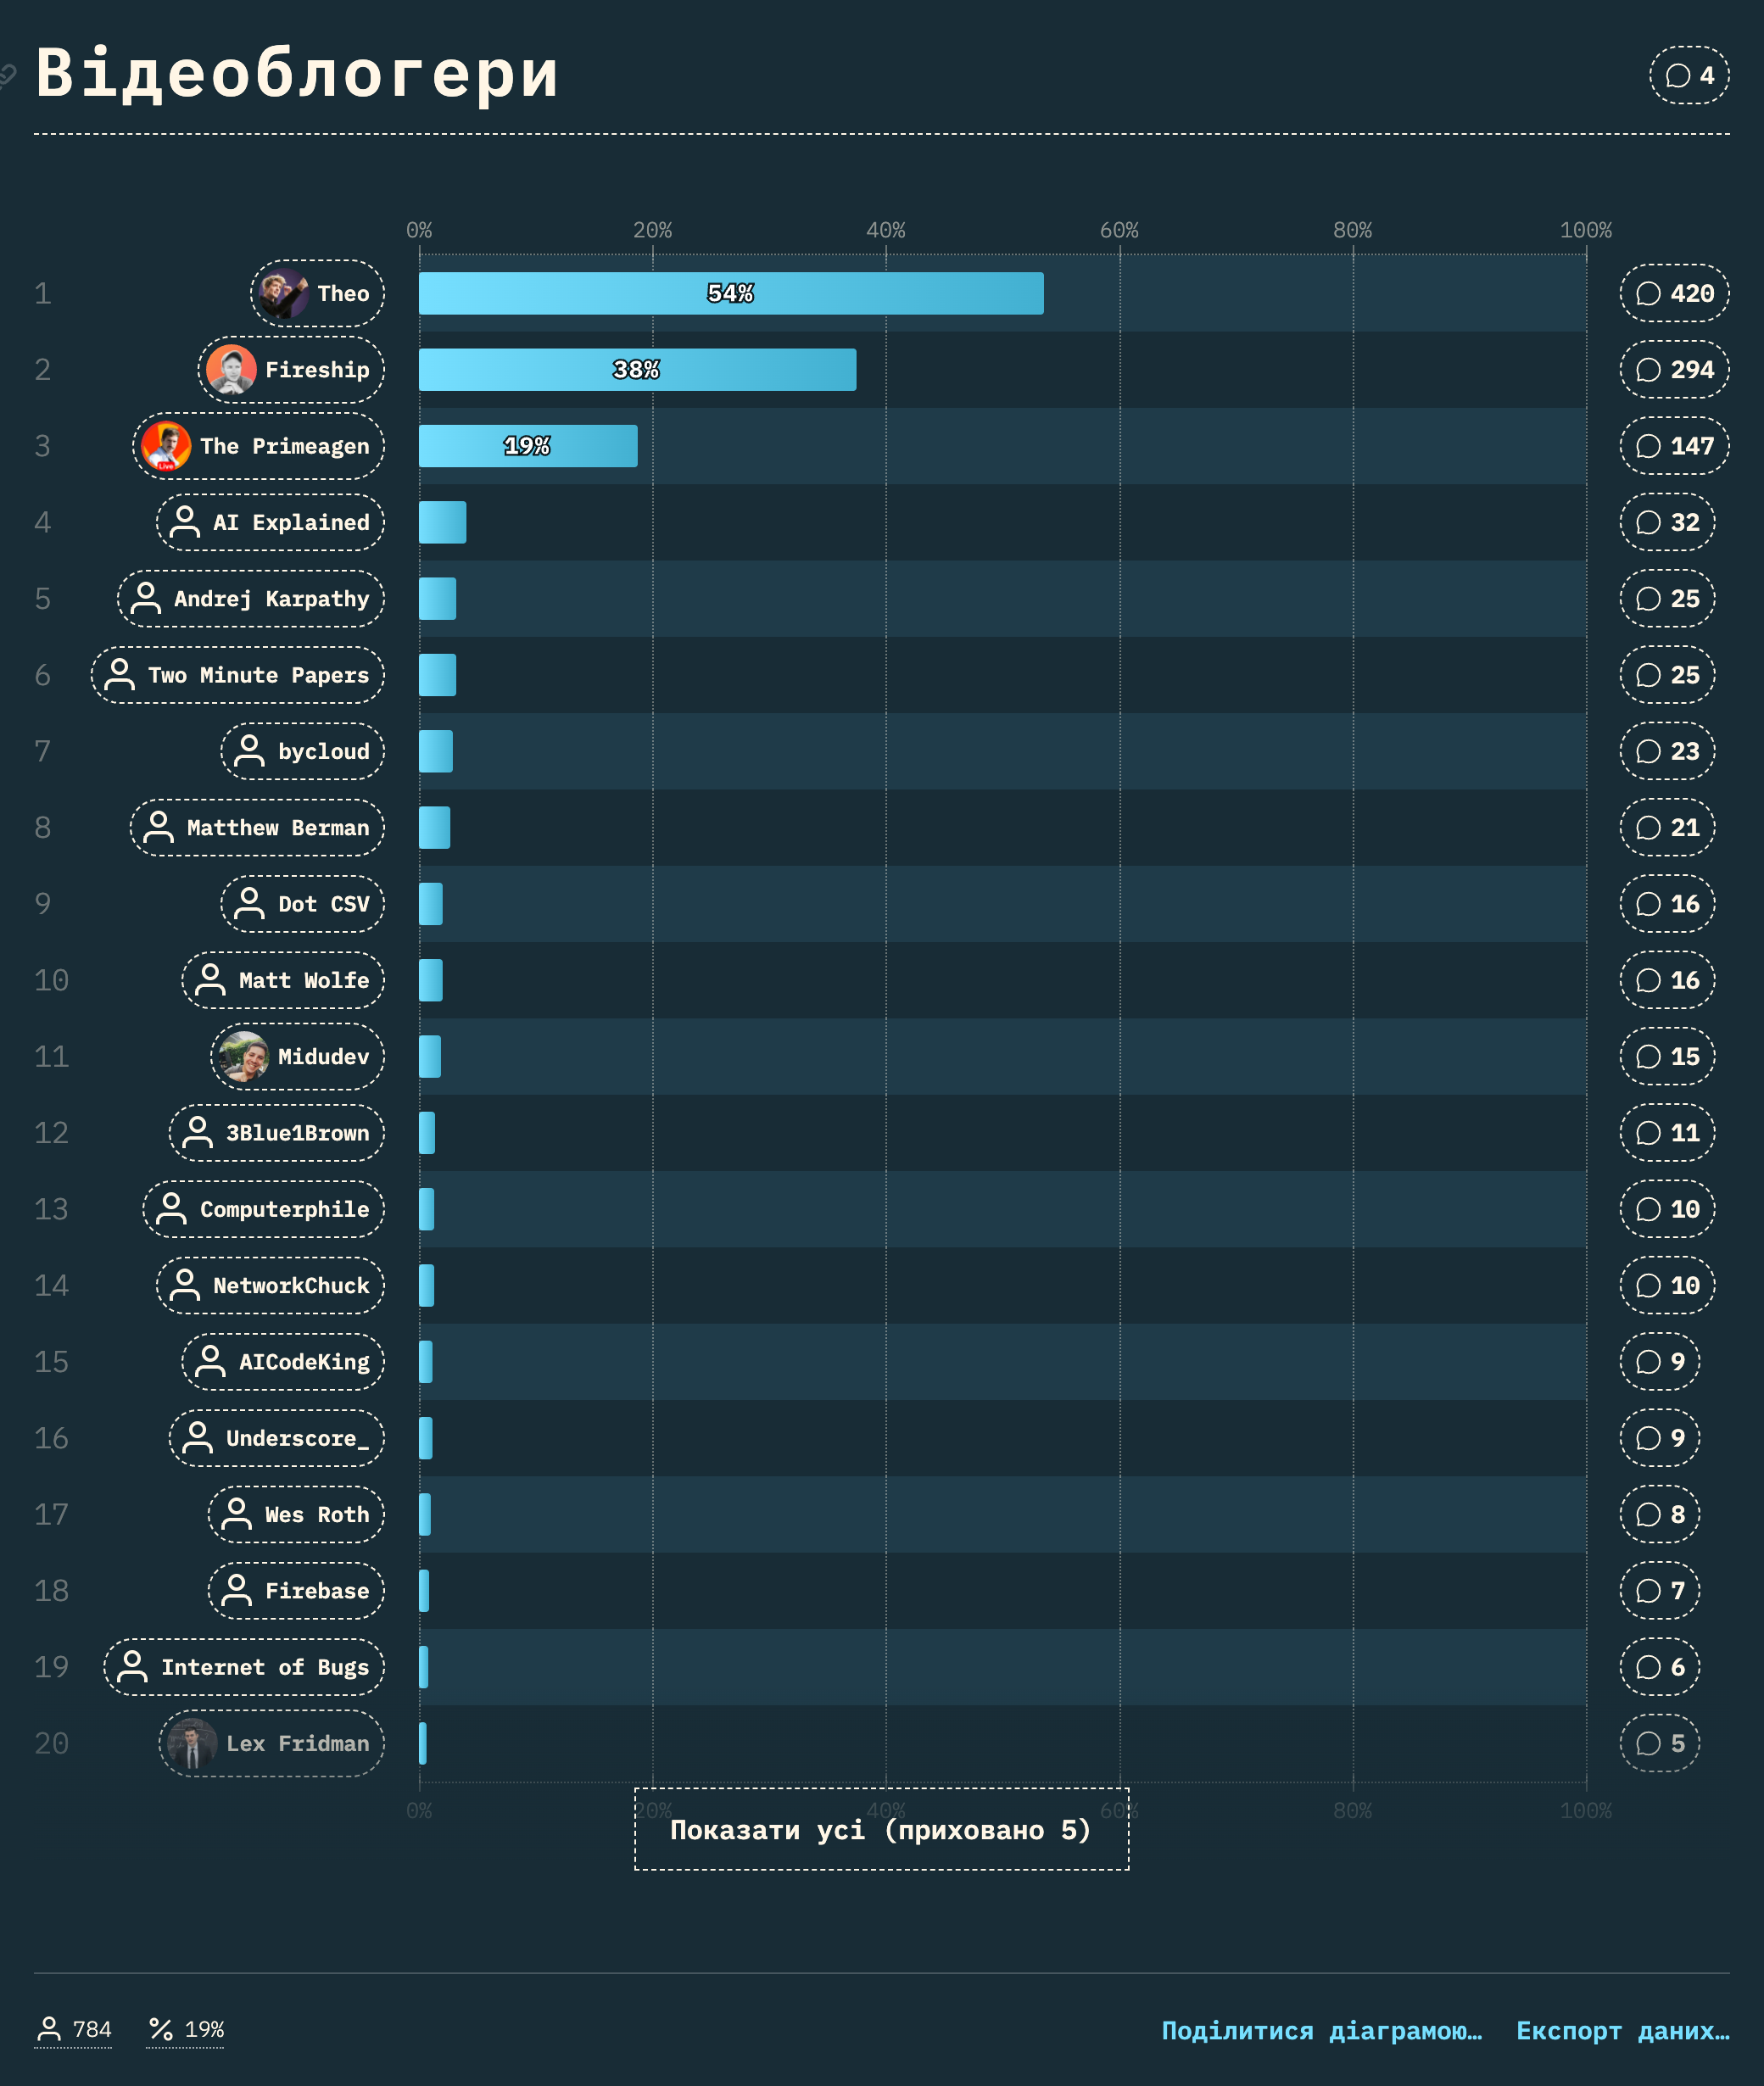 Відеоблогери
4
0% 20% 40% 60% 80% 100%
1 Theo 54% 420
2 Fireship 38% 294
3 The Primeagen 19% 147
4 AI Explained 32
5 Andrej Karpathy 25
6 Two Minute Papers 25
7 bycloud 23
8 Matthew Berman 21
9 Dot CSV 16
10 Matt Wolfe 16
11 Midudev 15
12 3Blue1Brown 11
13 Computerphile 10
14 NetworkChuck 10
15 AICodeKing 9
16 Underscore_ 9
17 Wes Roth 8
18 Firebase 7
19 Internet of Bugs 6
20 Lex Fridman 5
0% 20% 40% 60% 80% 100%
Показати усі (приховано 5)
784 19% Поділитися діаграмою… Експорт даних…